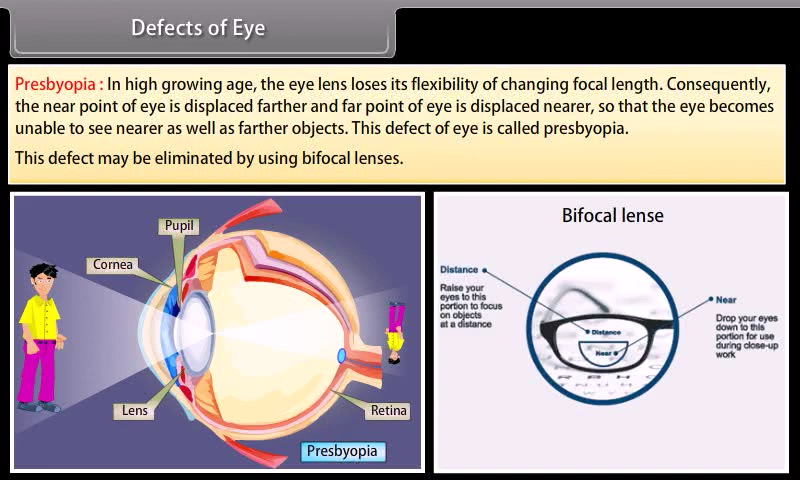 Defects of Eye
Presbyopia : In high growing age, the eye lens loses its flexibility of changing focal length. Consequently,
the near point of eye is displaced farther and far point of eye is displaced nearer, so that the eye becomes
unable to see nearer as well as farther objects. This defect of eye is called presbyopia.
This defect may be eliminated by using bifocal lenses.
Pupil
Cornea
Lens
Retina
Presbyopia
Bifocal lense
Distance
Raise your
eyes to this
portion to focus
on objects
at a distance
Near
Drop your eyes
down to this
portion for use
during close-up
work
Distance
Near